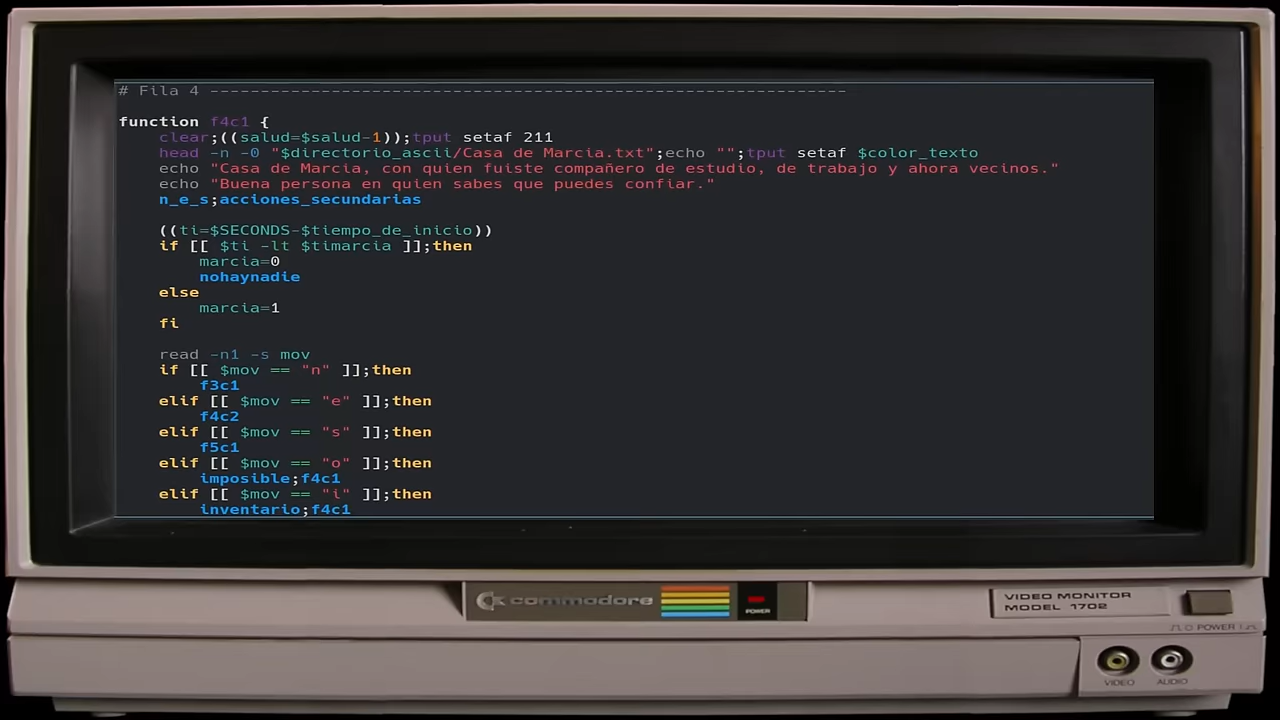 # Fila 4 ---------------------------------------------------------------
function f4c1 {
clear;((salud=$salud-1));tput setaf 211
head -n -0 "$directorio_ascii/Casa de Marcia.txt";echo "";tput setaf $color_texto
echo "Casa de Marcia, con quien fuiste compañero de estudio, de trabajo y ahora vecinos."
echo "Buena persona en quien sabes que puedes confiar."
n_e_s;acciones_secundarias
((ti=$SECONDS-$tiempo_de_inicio))
if [[ $ti -lt $timarcia ]];then
marcia=0
nohaynadie
else
marcia=1
fi
read -n1 -s mov
if [[ $mov == "n" ]];then
f3c1
elif [[ $mov == "e" ]];then
f4c2
elif [[ $mov == "s" ]];then
f5c1
elif [[ $mov == "o" ]];then
imposible;f4c1
elif [[ $mov == "i" ]];then
inventario;f4c1
commodore
POWER
VIDEO MONITOR
MODEL 1702
POWER
VIDEO AUDIO